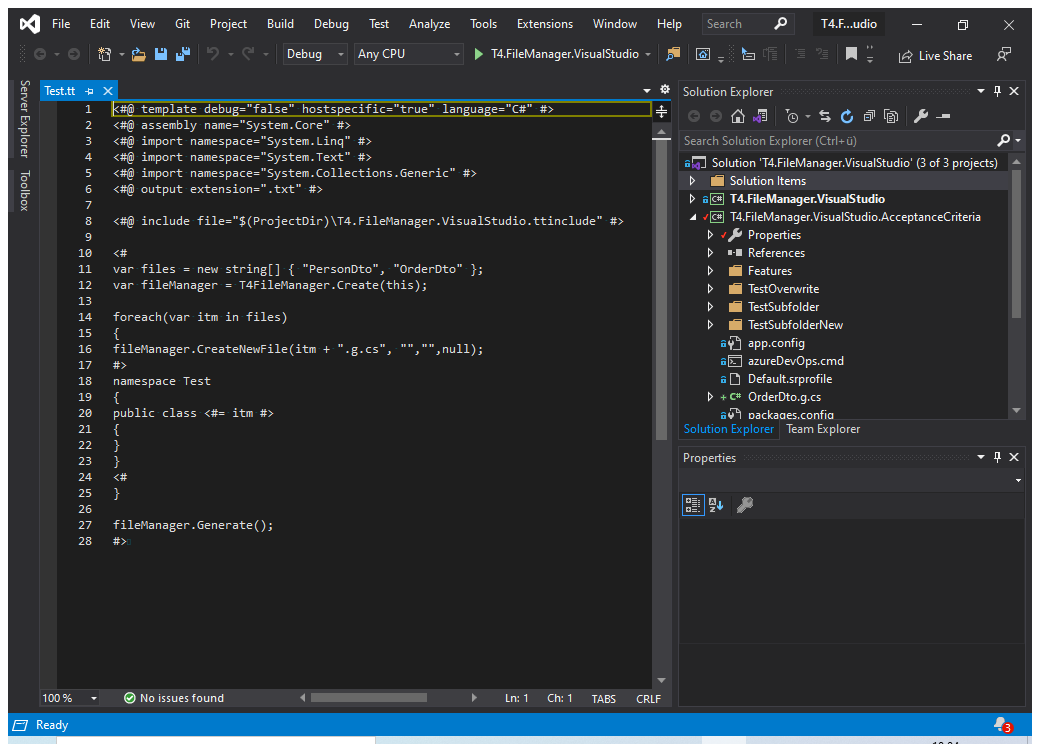 File Edit View Git Project Build Debug Test Analyze Tools Extensions Window Help Search T4.F...udio
Debug Any CPU T4.FileManager.VisualStudio Live Share
Server Explorer
Toolbox
Test.tt
1 <#@ template debug="false" hostspecific="true" language="C#" #>
2 <#@ assembly name="System.Core" #>
3 <#@ import namespace="System.Linq" #>
4 <#@ import namespace="System.Text" #>
5 <#@ import namespace="System.Collections.Generic" #>
6 <#@ output extension=".txt" #>
7
8 <#@ include file="$(ProjectDir)\T4.FileManager.VisualStudio.ttinclude" #>
9
10 <#
11 var files = new string[] { "PersonDto", "OrderDto" };
12 var fileManager = T4FileManager.Create(this);
13
14 foreach(var itm in files)
15 {
16 fileManager.CreateNewFile(itm + ".g.cs", "","",null);
17 #>
18 namespace Test
19 {
20 public class <#= itm #>
21 {
22 }
23 }
24 <#
25 }
26
27 fileManager.Generate();
28 #>
100 % No issues found Ln: 1 Ch: 1 TABS CRLF
Solution Explorer
Search Solution Explorer (Ctrl+ü)
Solution 'T4.FileManager.VisualStudio' (3 of 3 projects)
Solution Items
C# T4.FileManager.VisualStudio
C# T4.FileManager.VisualStudio.AcceptanceCriteria
Properties
References
Features
TestOverwrite
TestSubfolder
TestSubfolderNew
app.config
azureDevOps.cmd
Default.srprofile
C# OrderDto.g.cs
packages.config
Solution Explorer Team Explorer
Properties
Ready 3